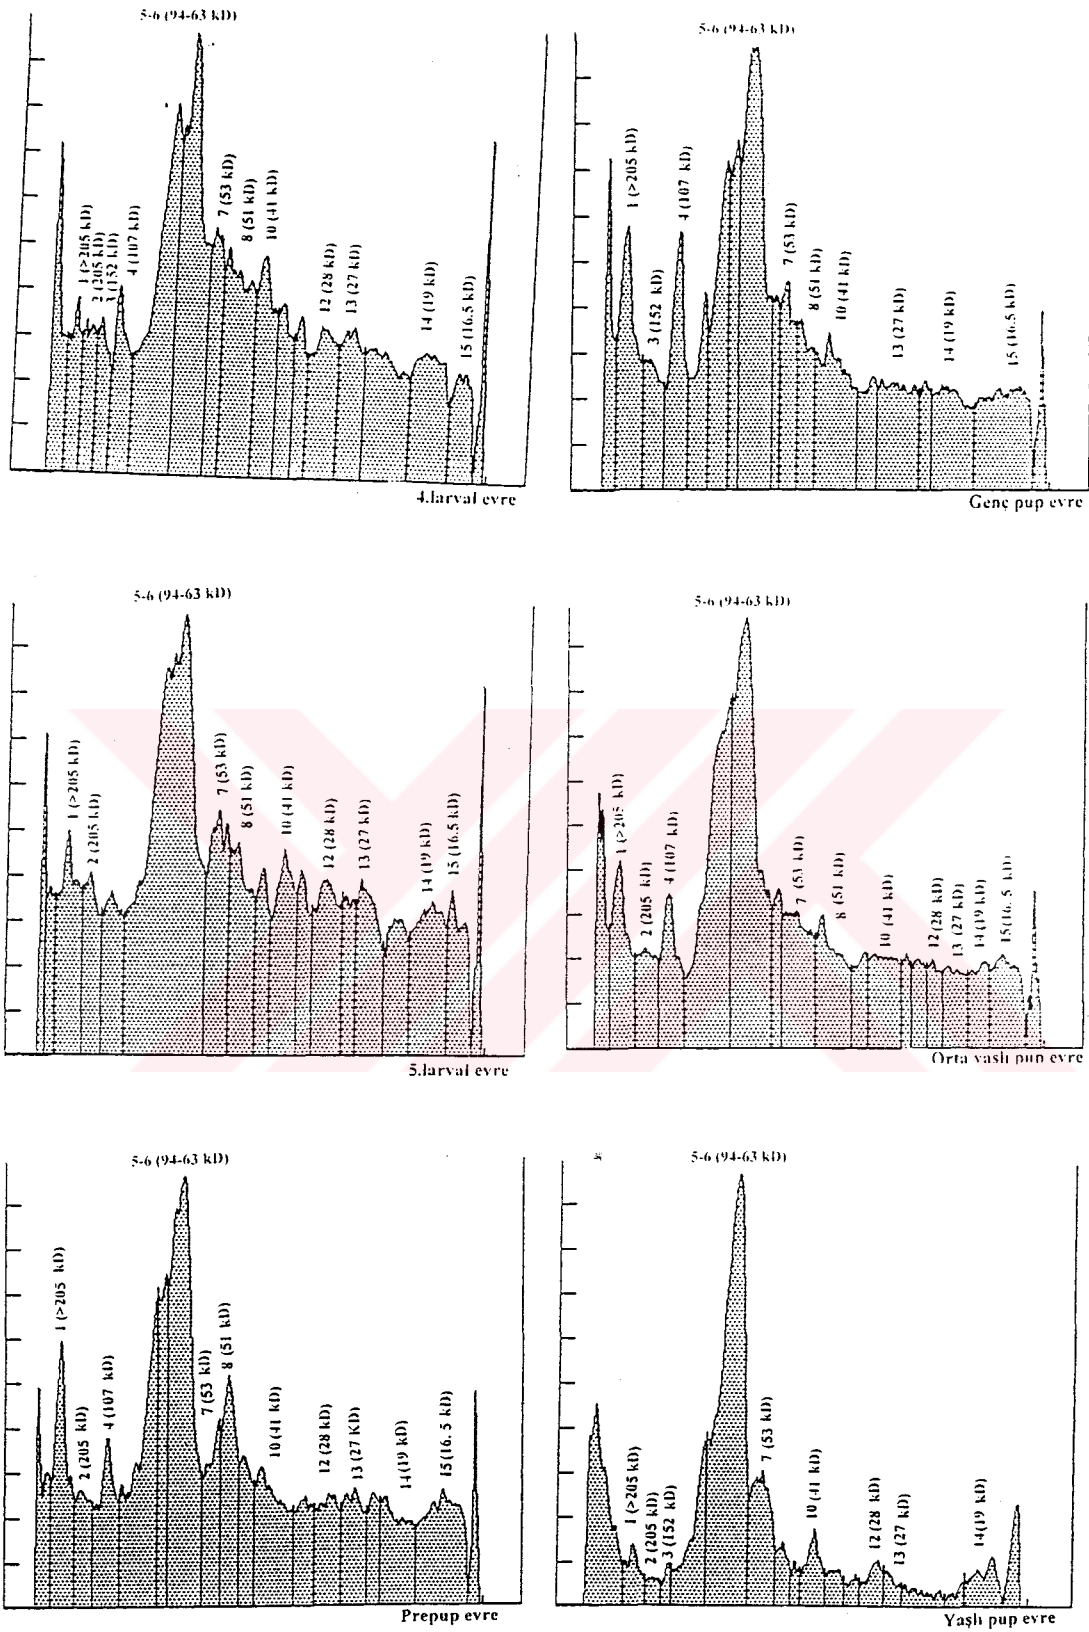 5-6 (94-63 kD)
1 (>205 kD)
2 (205 kD)
3 (152 kD)
4 (107 kD)
7 (53 kD)
8 (51 kD)
10 (41 kD)
12 (28 kD)
13 (27 kD)
14 (19 kD)
15 (16.5 kD)
4.larval evre
5-6 (94-63 kD)
1 (>205 kD)
3 (152 kD)
4 (107 kD)
7 (53 kD)
8 (51 kD)
10 (41 kD)
13 (27 kD)
14 (19 kD)
15 (16.5 kD)
Genç pup evre
5-6 (94-63 kD)
1 (>205 kD)
2 (205 kD)
7 (53 kD)
8 (51 kD)
10 (41 kD)
12 (28 kD)
13 (27 kD)
14 (19 kD)
15 (16.5 kD)
5.larval evre
5-6 (94-63 kD)
1 (>205 kD)
2 (205 kD)
4 (107 kD)
7 (53 kD)
8 (51 kD)
10 (41 kD)
12 (28 kD)
13 (27 kD)
14 (19 kD)
15 (16.5 kD)
Orta yaşlı pup evre
5-6 (94-63 kD)
1 (>205 kD)
2 (205 kD)
4 (107 kD)
7 (53 kD)
8 (51 kD)
10 (41 kD)
12 (28 kD)
13 (27 KD)
14 (19 kD)
15 (16.5 kD)
Prepup evre
5-6 (94-63 kD)
1 (>205 kD)
2 (205 kD)
3 (152 kD)
7 (53 kD)
10 (41 kD)
12 (28 kD)
13 (27 kD)
14 (19 kD)
Yaşlı pup evre